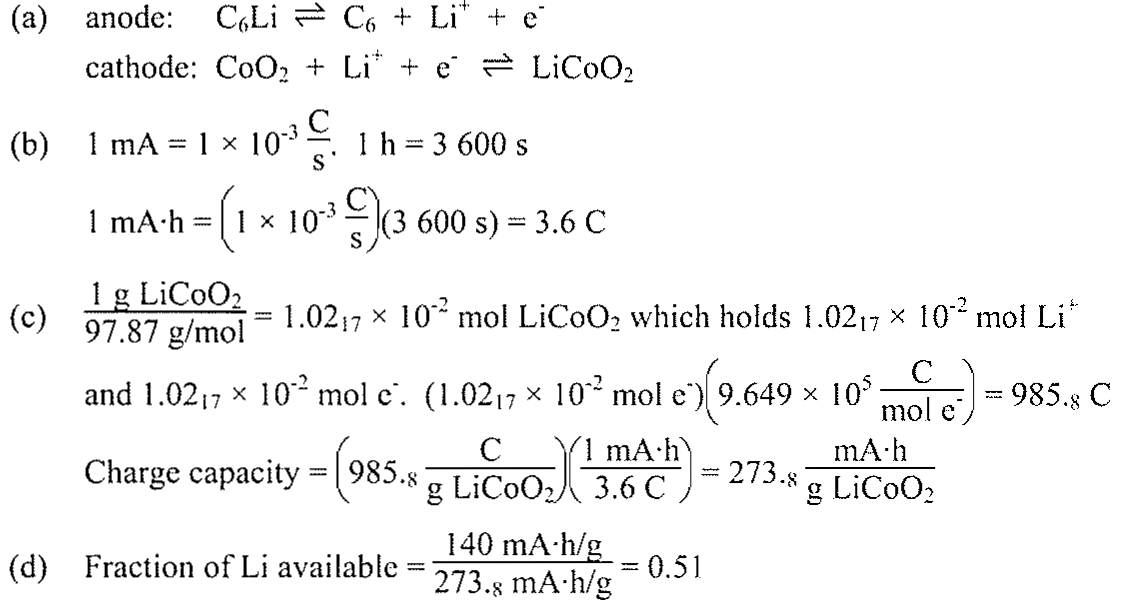 (a) anode: C₆Li ⇌ C₆ + Li⁺ + e⁻
cathode: CoO₂ + Li⁺ + e⁻ ⇌ LiCoO₂
(b) 1 mA = 1 × 10⁻³ C/s. 1 h = 3 600 s
1 mA·h = (1 × 10⁻³ C/s)(3 600 s) = 3.6 C
(c) 1 g LiCoO₂/97.87 g/mol = 1.02₁₇ × 10⁻² mol LiCoO₂ which holds 1.02₁₇ × 10⁻² mol Li⁺
and 1.02₁₇ × 10⁻² mol e⁻. (1.02₁₇ × 10⁻² mol e⁻)(9.649 × 10⁵ C/mol e⁻) = 985.₈ C
Charge capacity = (985.₈ C/g LiCoO₂)(1 mA·h/3.6 C) = 273.₈ mA·h/g LiCoO₂
(d) Fraction of Li available = 140 mA·h/g/273.₈ mA·h/g = 0.51